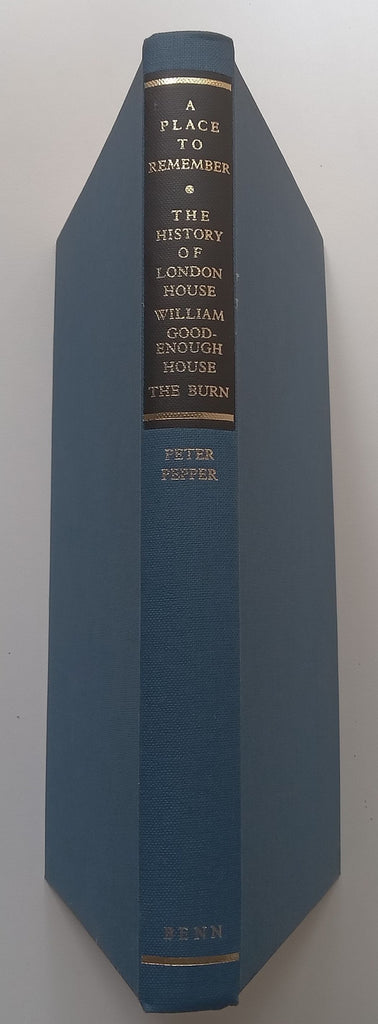 A
PLACE
TO
REMEMBER
THE
HISTORY
OF
LONDON
HOUSE
WILLIAM
GOOD-
ENOUGH
HOUSE
THE BURN
PETER
PEPPER
BENN